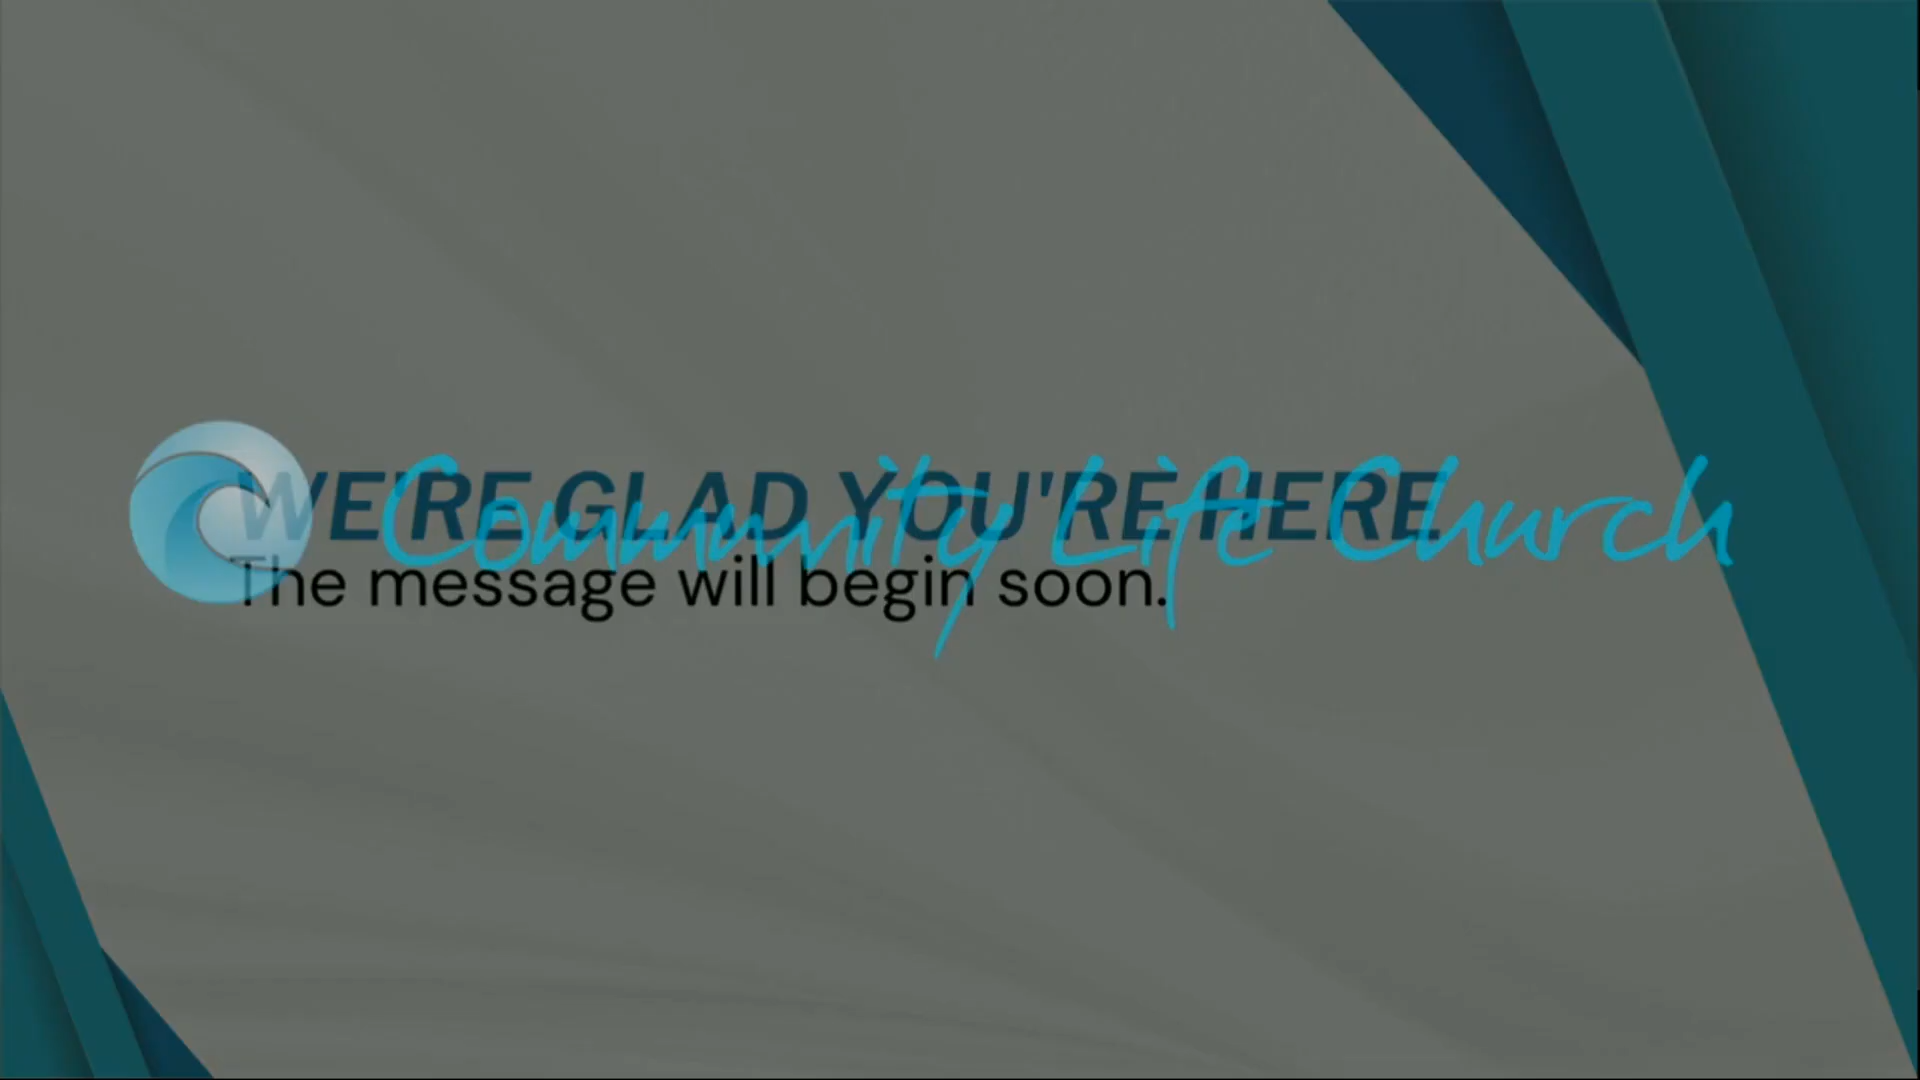 WE'RE GLAD YOU'RE HERE
Community Life Church
The message will begin soon.